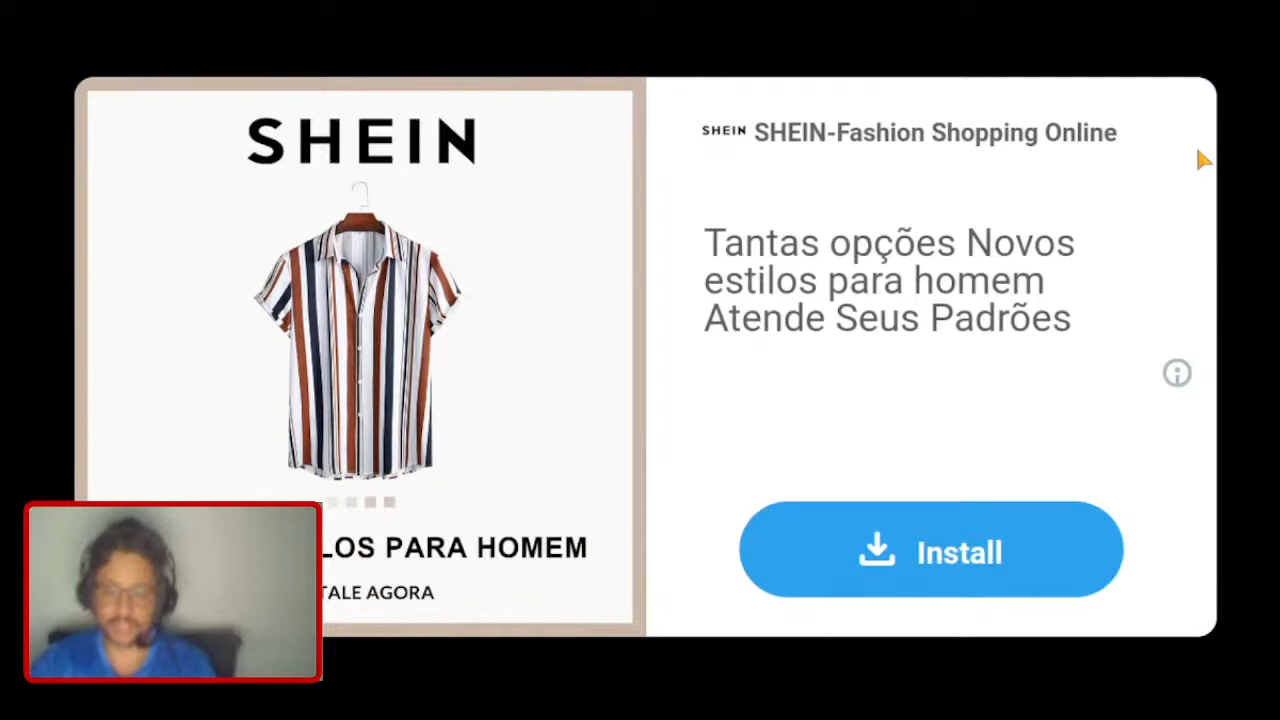 SHEIN
LOS PARA HOMEM
TALE AGORA
SHEIN SHEIN-Fashion Shopping Online
Tantas opções Novos
estilos para homem
Atende Seus Padrões
Install